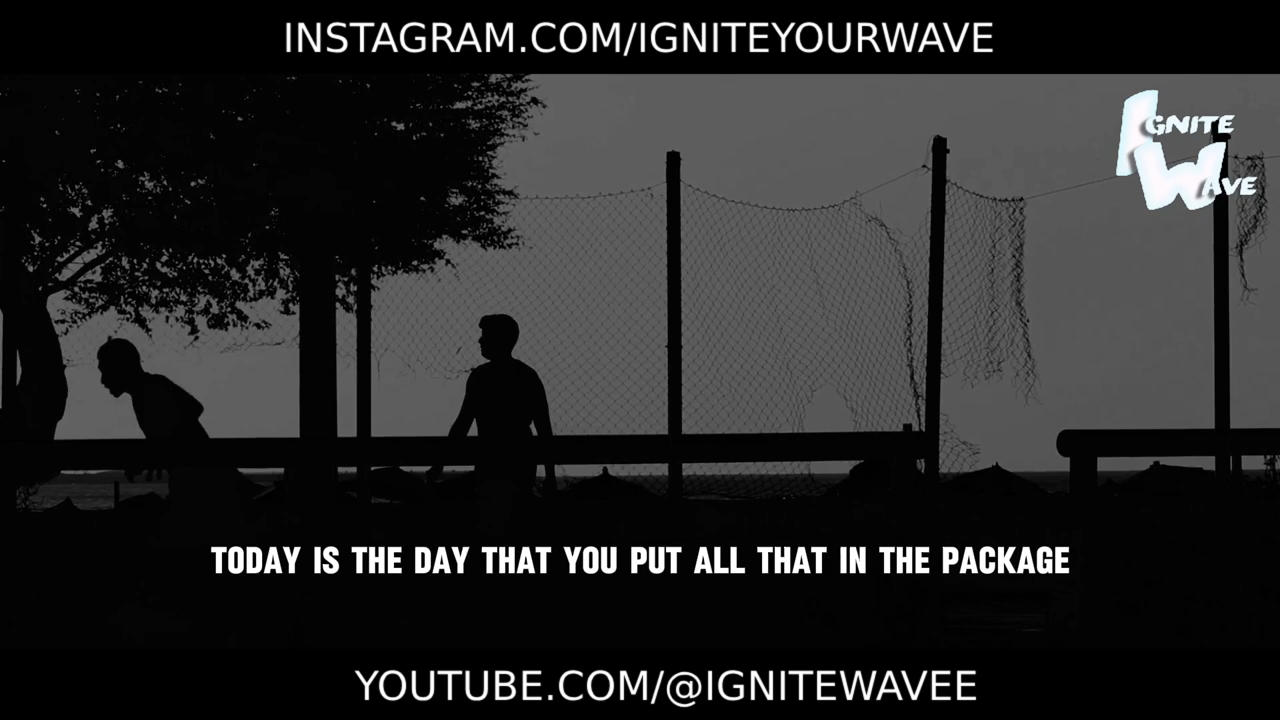 INSTAGRAM.COM/IGNITEYOURWAVE
IGNITE
WAVE
TODAY IS THE DAY THAT YOU PUT ALL THAT IN THE PACKAGE
YOUTUBE.COM/@IGNITEWAVEE